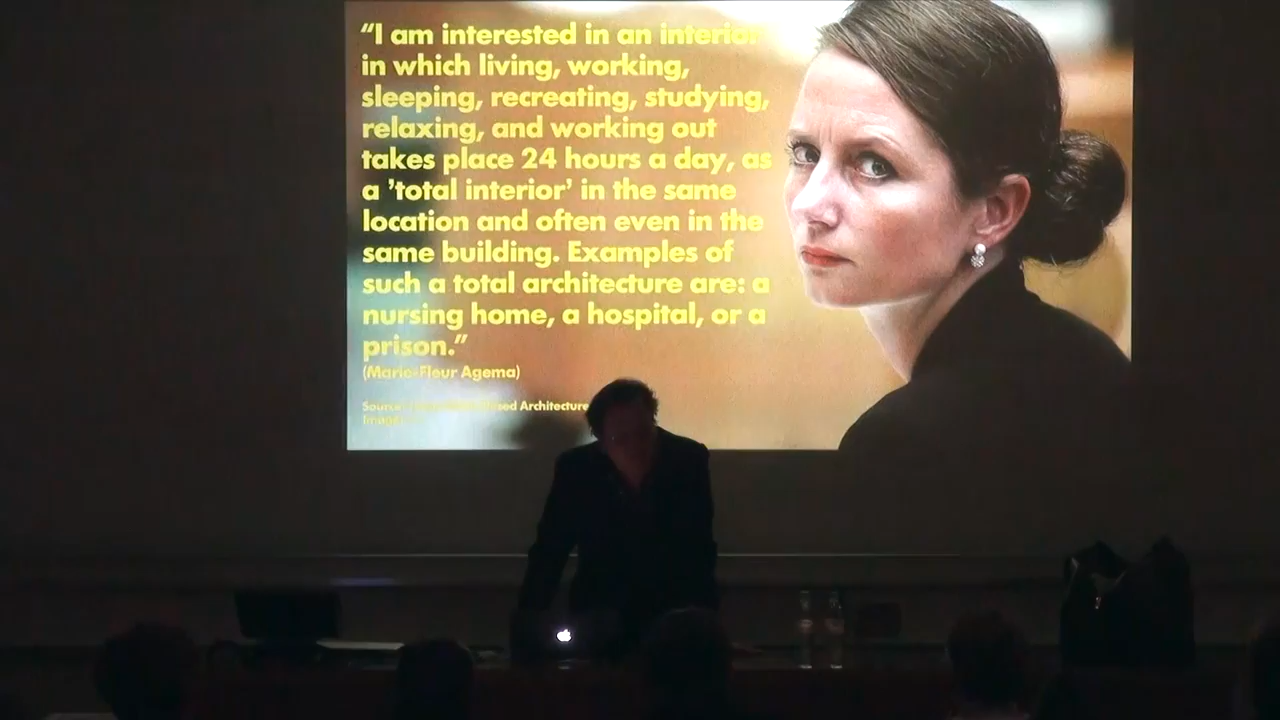 “I am interested in an interior
in which living, working,
sleeping, recreating, studying,
relaxing, and working out
takes place 24 hours a day, as
a ’total interior’ in the same
location and often even in the
same building. Examples of
such a total architecture are: a
nursing home, a hospital, or a
prison.”
(Marie-Fleur Agema)
Source: Architecture